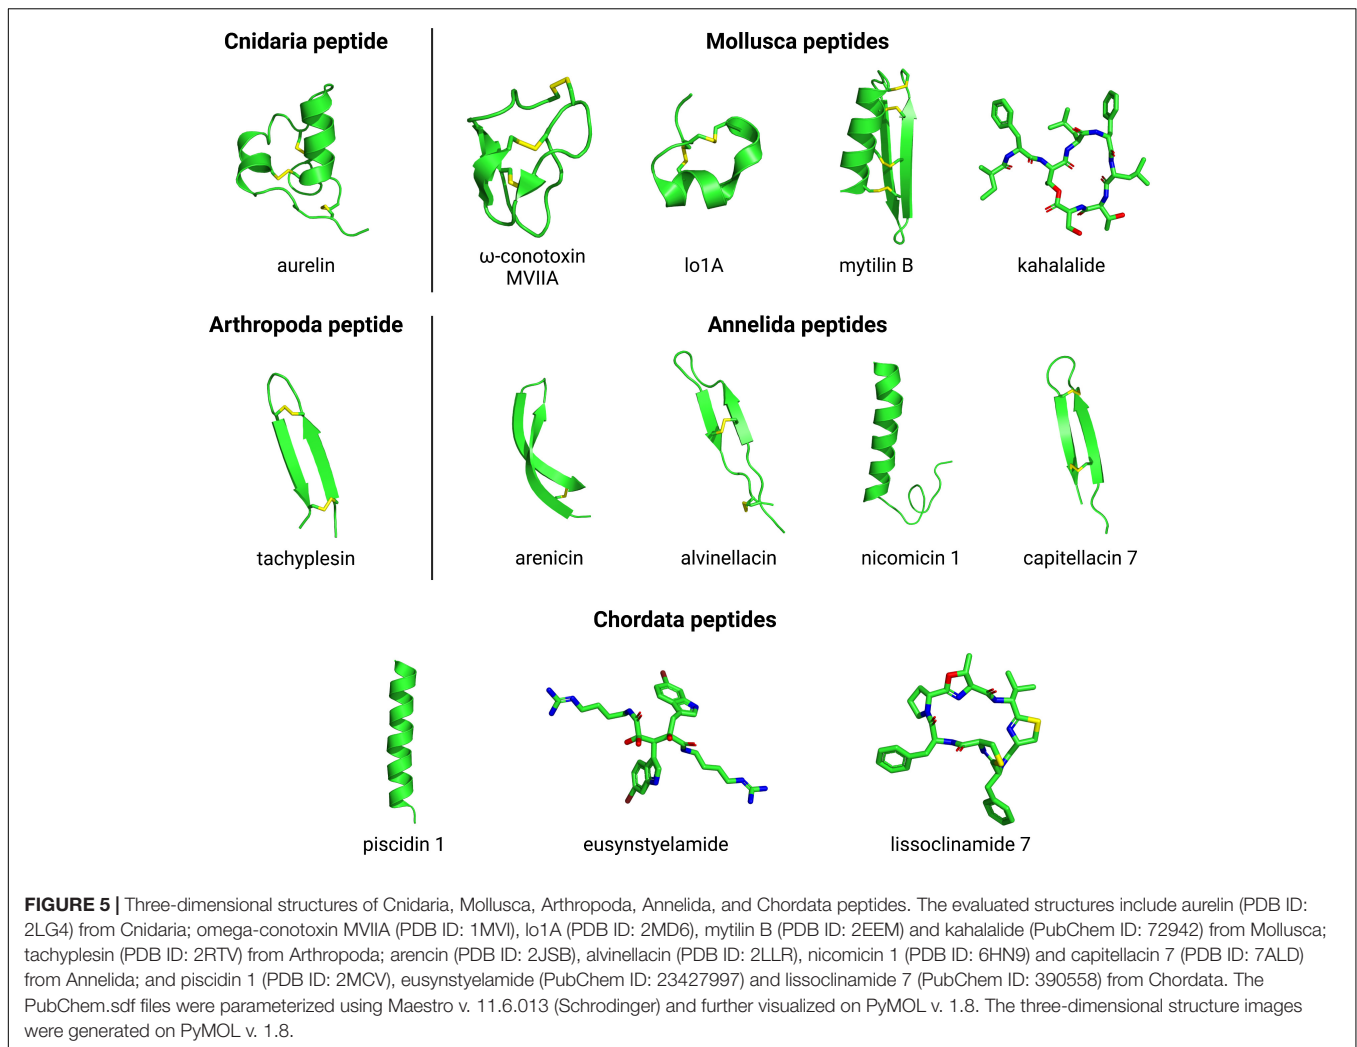 Cnidaria peptide
Mollusca peptides
aurelin
ω-conotoxin
MVIIA
lo1A
mytilin B
kahalalide
Arthropoda peptide
Annelida peptides
tachyplesin
arenicin
alvinellacin
nicomicin 1
capitellacin 7
Chordata peptides
piscidin 1
eusynstyelamide
lissoclinamide 7
FIGURE 5 | Three-dimensional structures of Cnidaria, Mollusca, Arthropoda, Annelida, and Chordata peptides. The evaluated structures include aurelin (PDB ID:
2LG4) from Cnidaria; omega-conotoxin MVIIA (PDB ID: 1MVI), lo1A (PDB ID: 2MD6), mytilin B (PDB ID: 2EEM) and kahalalide (PubChem ID: 72942) from Mollusca;
tachyplesin (PDB ID: 2RTV) from Arthropoda; arencin (PDB ID: 2JSB), alvinellacin (PDB ID: 2LLR), nicomicin 1 (PDB ID: 6HN9) and capitellacin 7 (PDB ID: 7ALD)
from Annelida; and piscidin 1 (PDB ID: 2MCV), eusynstyelamide (PubChem ID: 23427997) and lissoclinamide 7 (PubChem ID: 390558) from Chordata. The
PubChem.sdf files were parameterized using Maestro v. 11.6.013 (Schrodinger) and further visualized on PyMOL v. 1.8. The three-dimensional structure images
were generated on PyMOL v. 1.8.